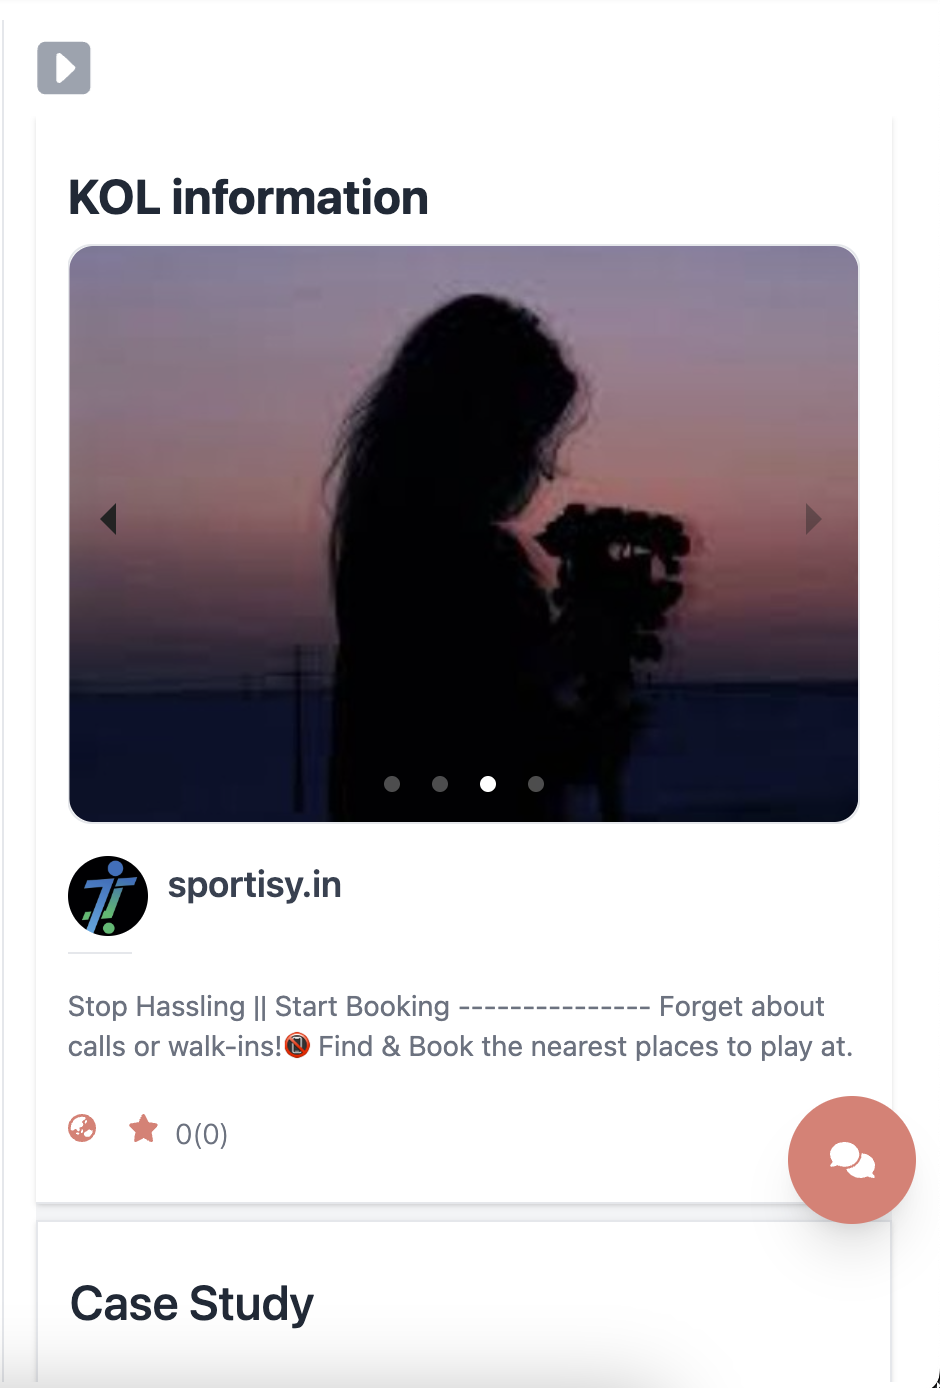 KOL information
sportisy.in
Stop Hassling || Start Booking --------------- Forget about
calls or walk-ins!📵 Find & Book the nearest places to play at.
0(0)
Case Study